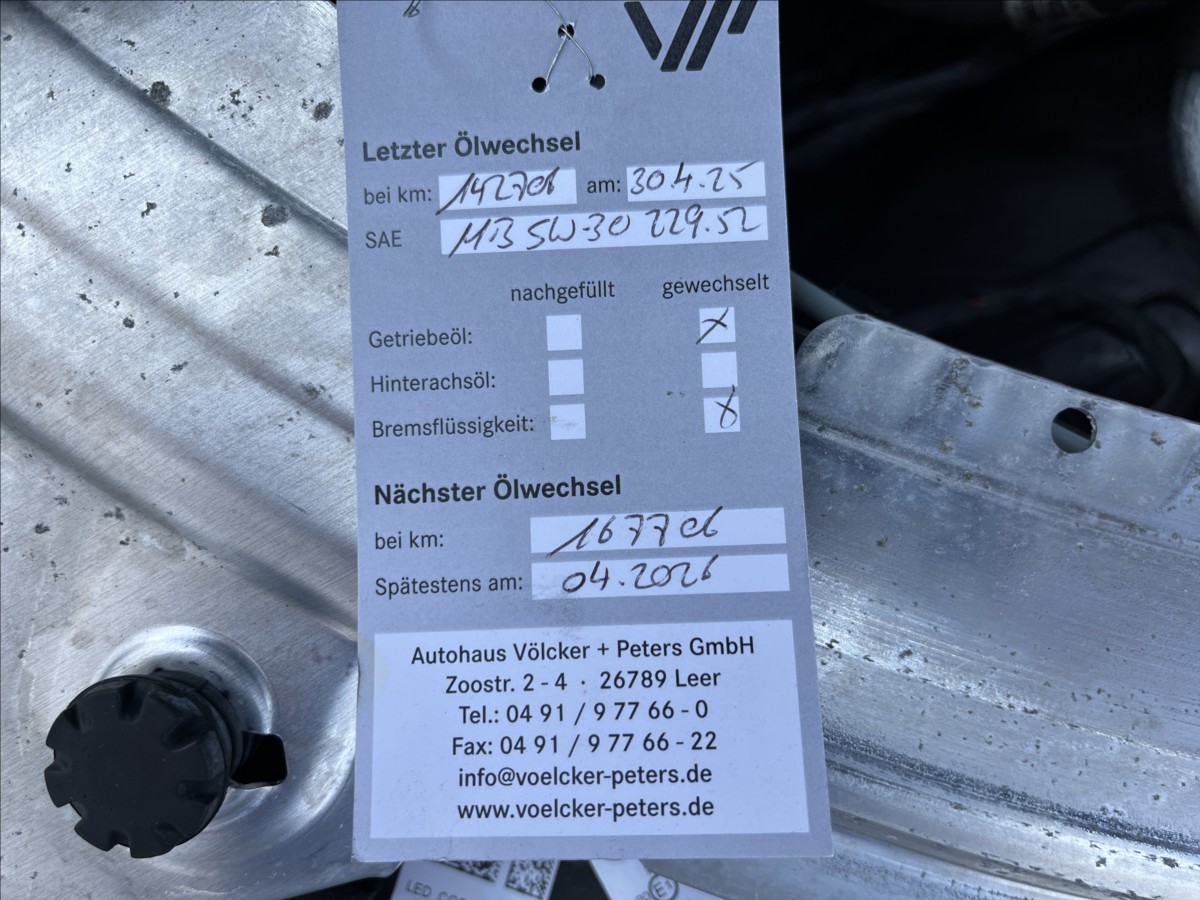 Letzter Ölwechsel
bei km: 142706 am: 30.4.25
SAE MB 5W-30 229.52
nachgefüllt gewechselt
Getriebeöl: X
Hinterachsöl:
Bremsflüssigkeit: X
Nächster Ölwechsel
bei km: 167706
Spätestens am: 04.2026
Autohaus Völcker + Peters GmbH
Zoostr. 2 - 4 · 26789 Leer
Tel.: 04 91 / 9 77 66 - 0
Fax: 04 91 / 9 77 66 - 22
info@voelcker-peters.de
www.voelcker-peters.de
LED